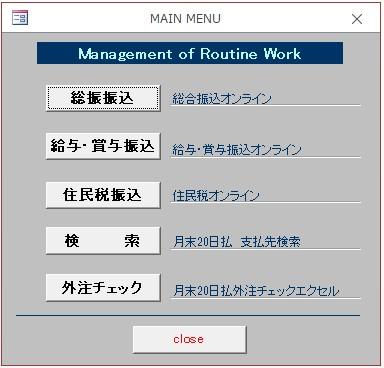 MAIN MENU
Management of Routine Work
総振振込 総合振込オンライン
給与・賞与振込 給与・賞与振込オンライン
住民税振込 住民税オンライン
検 索 月末20日払 支払先検索
外注チェック 月末20日払外注チェックエクセル
close